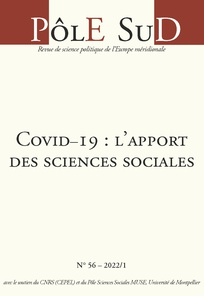 PÔLE SUD
Revue de science politique de l'Europe méridionale
COVID–19 : L'APPORT
DES SCIENCES SOCIALES
N° 56 – 2022/1
avec le soutien du CNRS (CEPEL) et du Pôle Sciences Sociales MUSE, Université de Montpellier